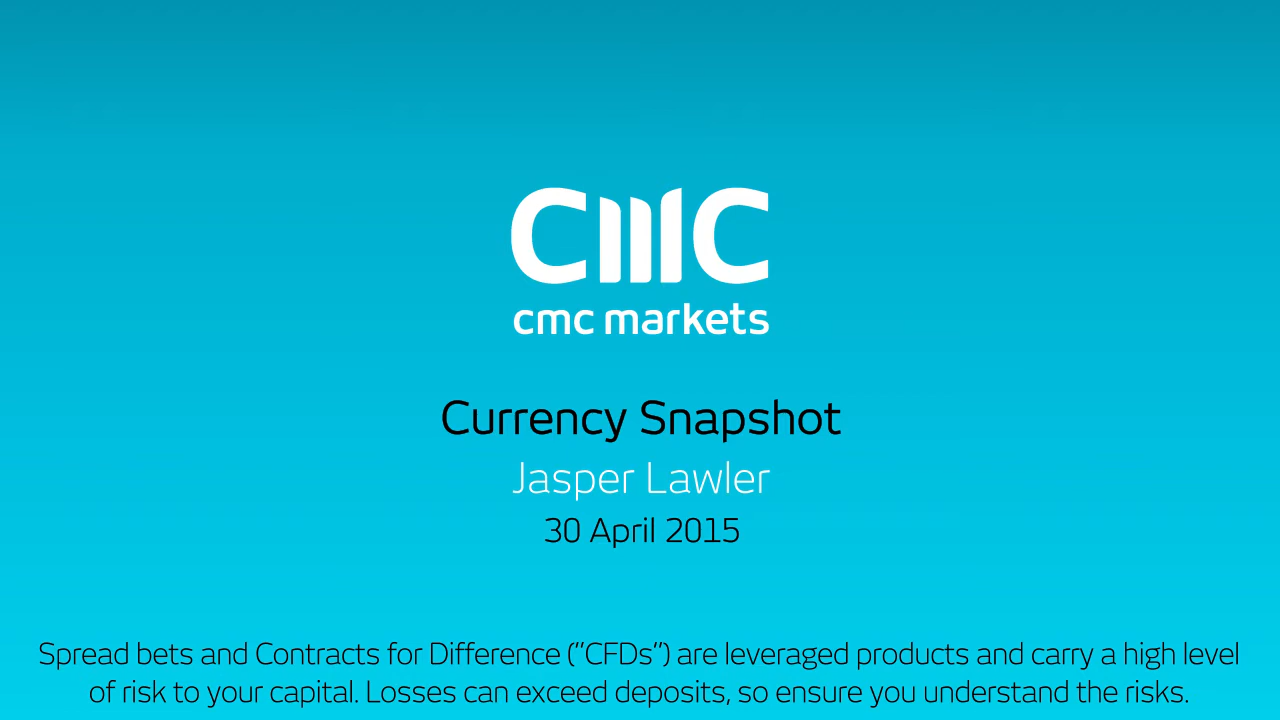 CMC
cmc markets
Currency Snapshot
Jasper Lawler
30 April 2015
Spread bets and Contracts for Difference (“CFDs”) are leveraged products and carry a high level
of risk to your capital. Losses can exceed deposits, so ensure you understand the risks.